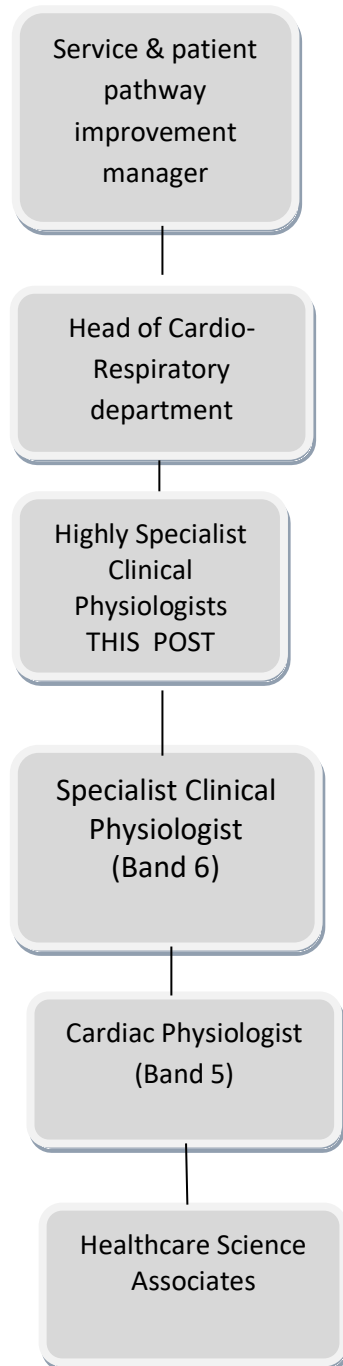 Service & patient
pathway
improvement
manager
Head of Cardio-
Respiratory
department
Highly Specialist
Clinical
Physiologists
THIS POST
Specialist Clinical
Physiologist
(Band 6)
Cardiac Physiologist
(Band 5)
Healthcare Science
Associates